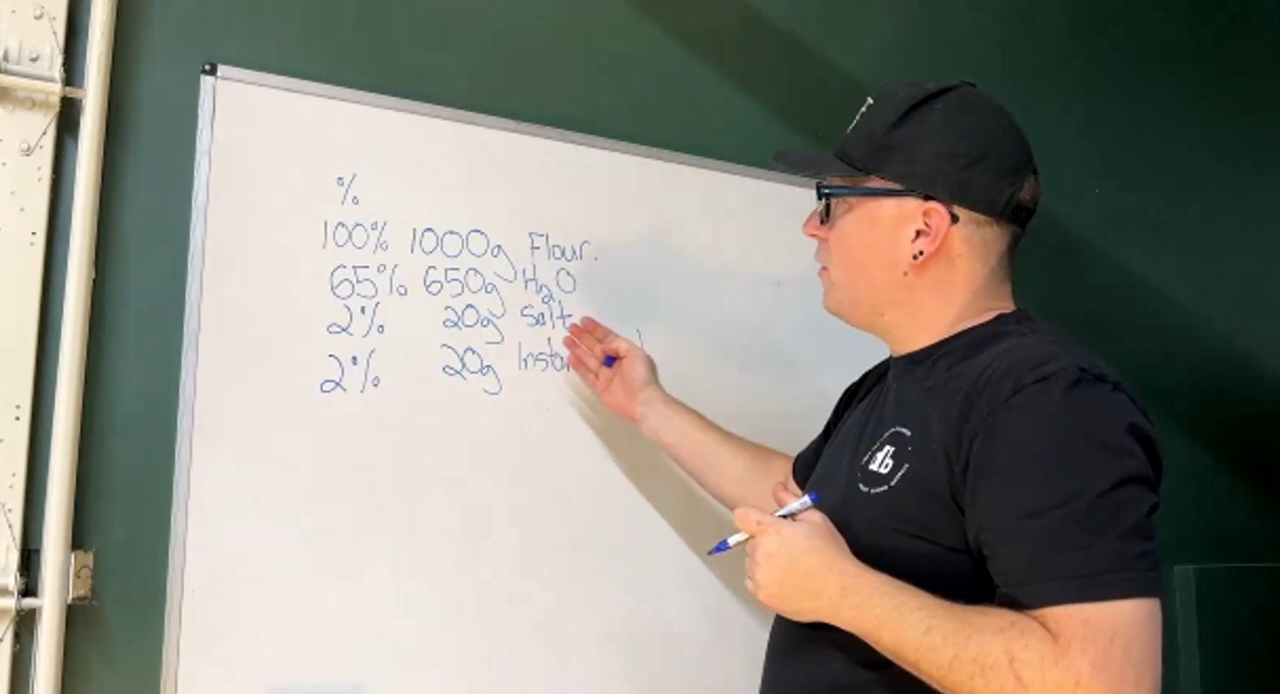 %
100% 1000g Flour.
65% 650g H₂O
2% 20g Salt
2% 20g